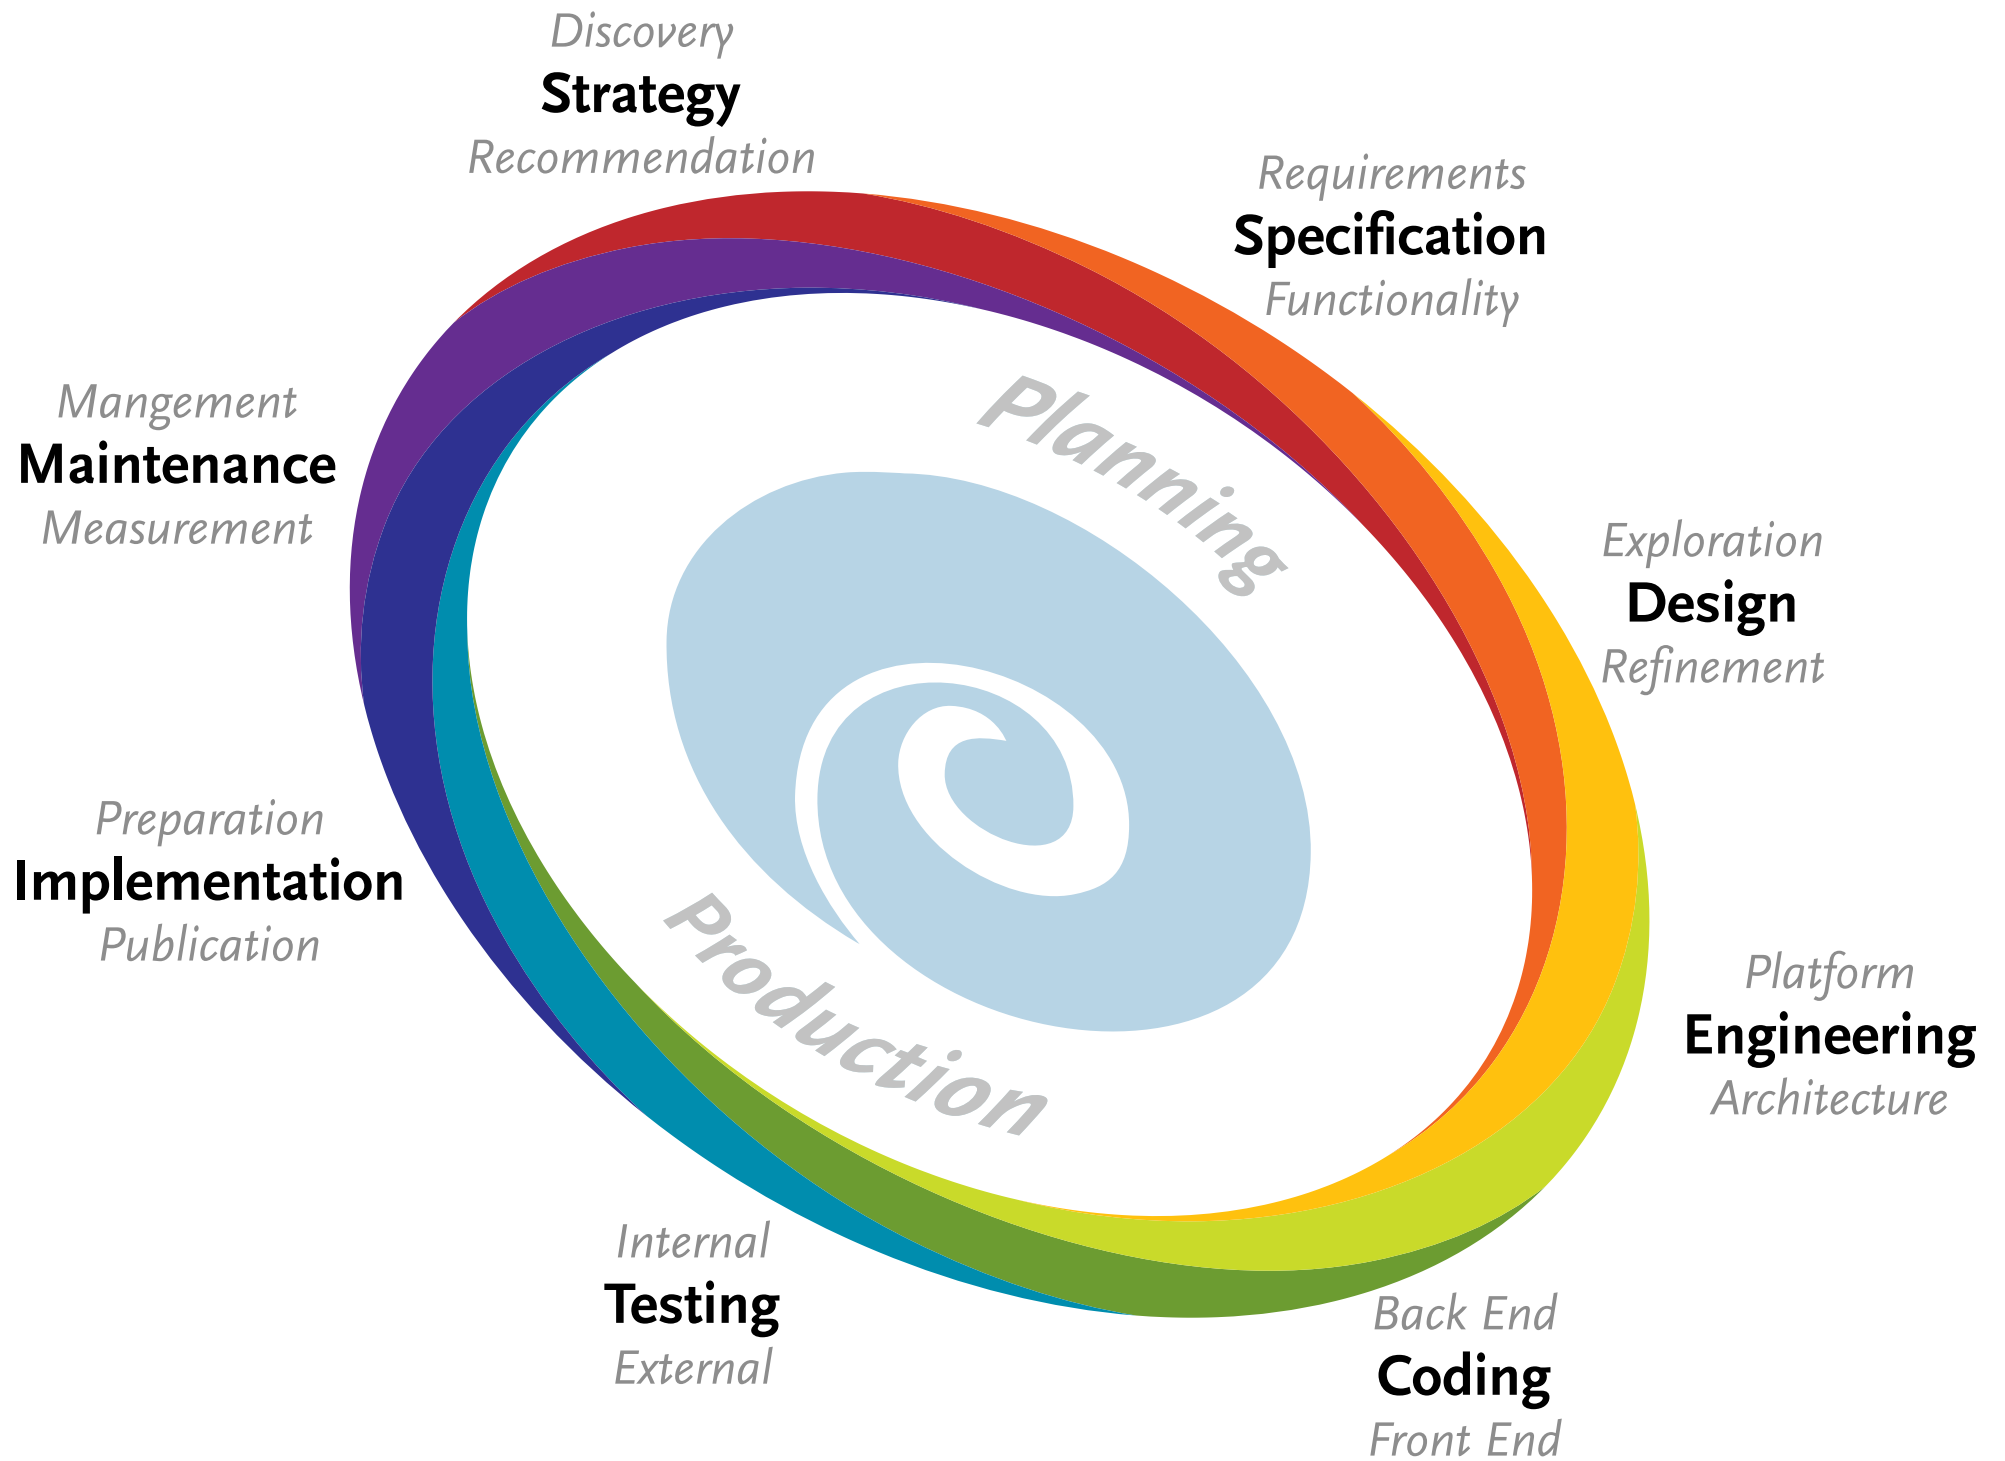 Discovery
Strategy
Recommendation
Requirements
Specification
Functionality
Exploration
Design
Refinement
Platform
Engineering
Architecture
Back End
Coding
Front End
Internal
Testing
External
Preparation
Implementation
Publication
Mangement
Maintenance
Measurement
Planning
Production